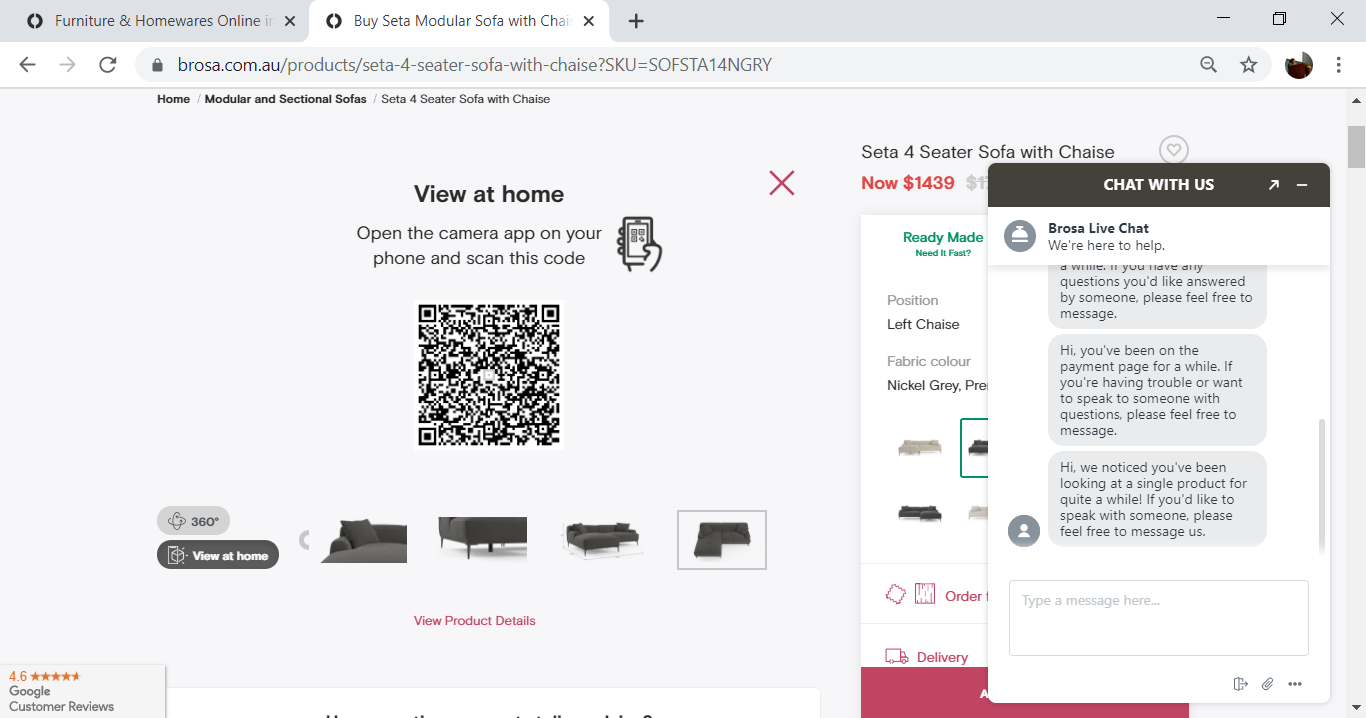 Furniture & Homewares Online in
Buy Seta Modular Sofa with Chai
brosa.com.au/products/seta-4-seater-sofa-with-chaise?SKU=SOFSTA14NGRY
Home / Modular and Sectional Sofas / Seta 4 Seater Sofa with Chaise
View at home
Open the camera app on your
phone and scan this code
360°
View at home
View Product Details
4.6
Google
Customer Reviews
Seta 4 Seater Sofa with Chaise
Now $1439
Ready Made
Need It Fast?
Position
Left Chaise
Fabric colour
Nickel Grey, Pre
Order
Delivery
CHAT WITH US
Brosa Live Chat
We're here to help.
a while. If you have any
questions you'd like answered
by someone, please feel free to
message.
Hi, you've been on the
payment page for a while. If
you're having trouble or want
to speak to someone with
questions, please feel free to
message.
Hi, we noticed you've been
looking at a single product for
quite a while! If you'd like to
speak with someone, please
feel free to message us.
Type a message here...